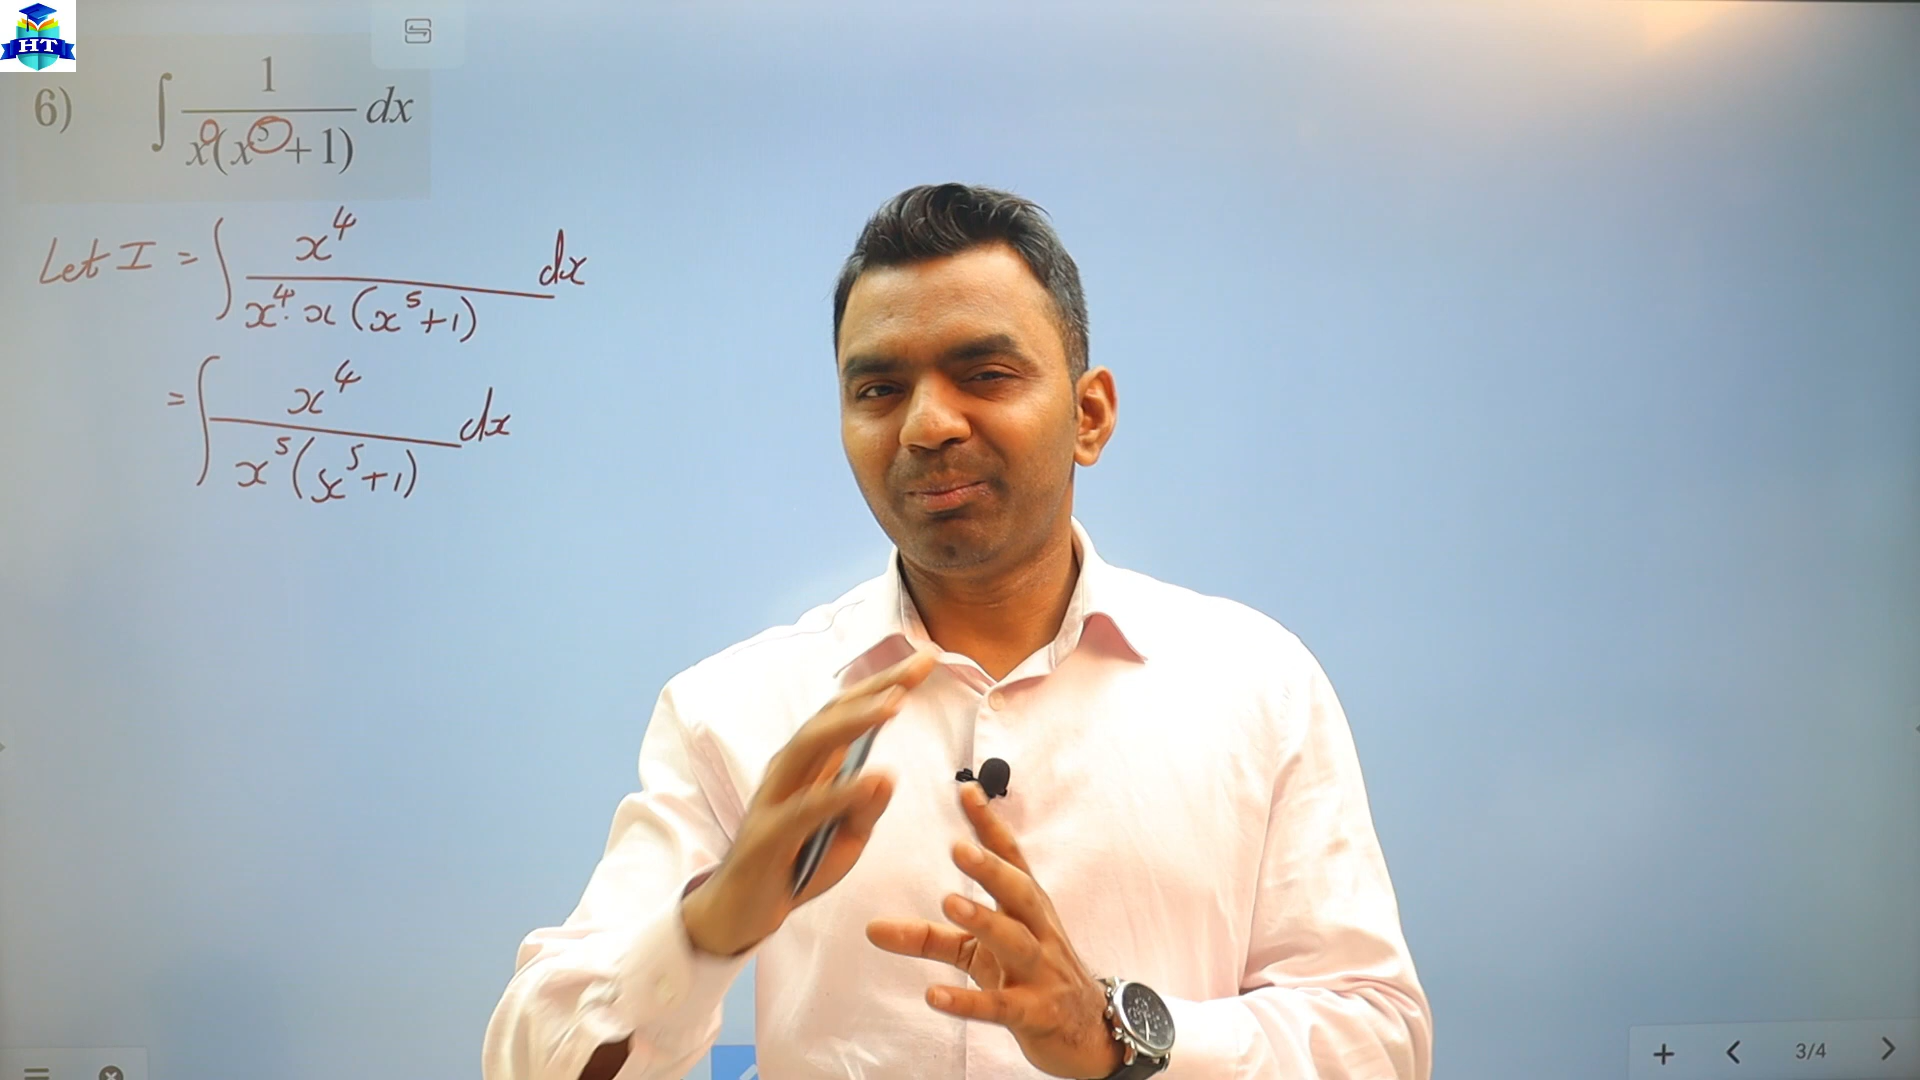 HT
6) ∫ 1/x(x⁵+1) dx
Let I = ∫ x⁴/x⁴·x(x⁵+1) dx
= ∫ x⁴/x⁵(x⁵+1) dx
3/4